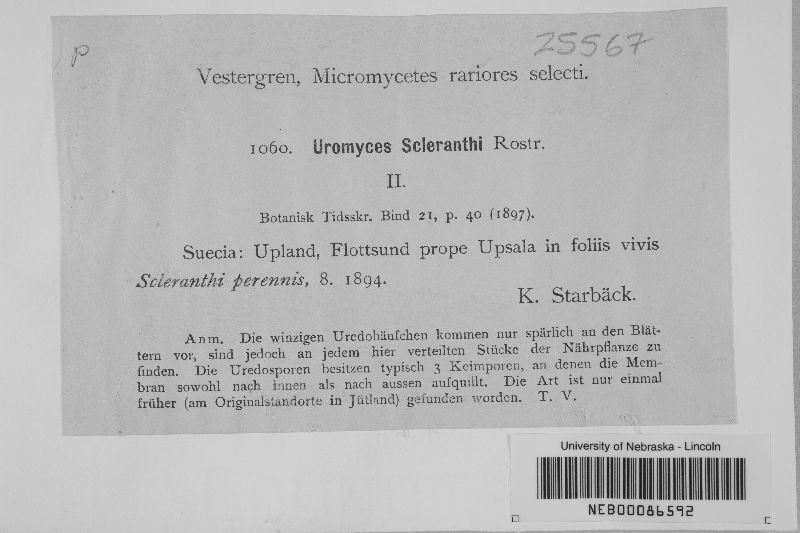 p
25567
Vestergren, Micromycetes rariores selecti.
1060. Uromyces Scleranthi Rostr.
II.
Botanisk Tidsskr. Bind 21, p. 40 (1897).
Suecia: Upland, Flottsund prope Upsala in foliis vivis
Scleranthi perennis, 8. 1894.
K. Starbäck.
Anm. Die winzigen Uredohäufchen kommen nur spärlich an den Blät-
tern vor, sind jedoch an jedem hier verteilten Stücke der Nährpflanze zu
finden. Die Uredosporen besitzen typisch 3 Keimporen, an denen die Mem-
bran sowohl nach innen als nach aussen aufquillt. Die Art ist nur einmal
früher (am Originalstandorte in Jütland) gefunden worden. T. V.
University of Nebraska - Lincoln
NEB00086592